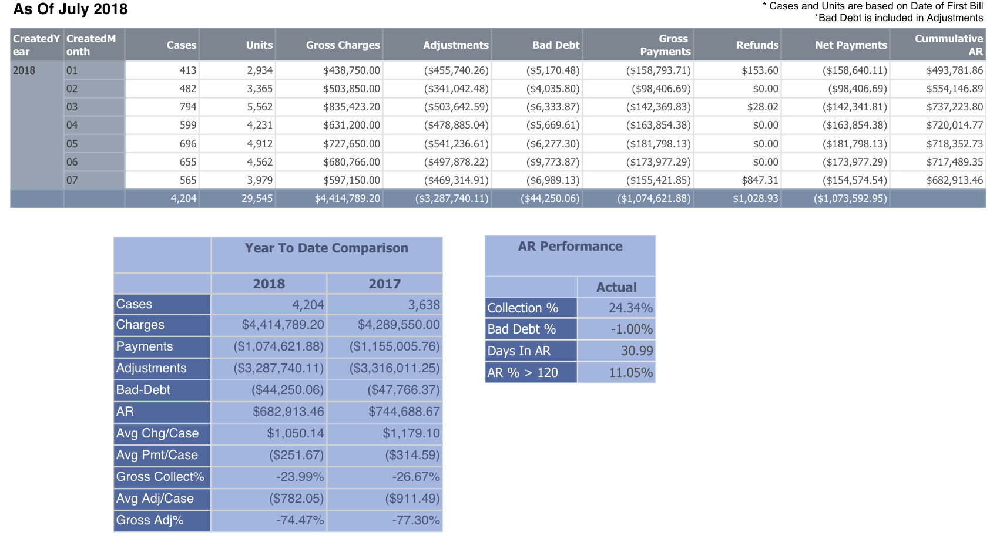 As Of July 2018
* Cases and Units are based on Date of First Bill
*Bad Debt is included in Adjustments
CreatedY ear CreatedM onth Cases Units Gross Charges Adjustments Bad Debt Gross Payments Refunds Net Payments Cummulative AR
2018 01 413 2,934 $438,750.00 ($455,740.26) ($5,170.48) ($158,793.71) $153.60 ($158,640.11) $493,781.86
02 482 3,365 $503,850.00 ($341,042.48) ($4,035.80) ($98,406.69) $0.00 ($98,406.69) $554,146.89
03 794 5,562 $835,423.20 ($503,642.59) ($6,333.87) ($142,369.83) $28.02 ($142,341.81) $737,223.80
04 599 4,231 $631,200.00 ($478,885.04) ($5,669.61) ($163,854.38) $0.00 ($163,854.38) $720,014.77
05 696 4,912 $727,650.00 ($541,236.61) ($6,277.30) ($181,798.13) $0.00 ($181,798.13) $718,352.73
06 655 4,562 $680,766.00 ($497,878.22) ($9,773.87) ($173,977.29) $0.00 ($173,977.29) $717,489.35
07 565 3,979 $597,150.00 ($469,314.91) ($6,989.13) ($155,421.85) $847.31 ($154,574.54) $682,913.46
4,204 29,545 $4,414,789.20 ($3,287,740.11) ($44,250.06) ($1,074,621.88) $1,028.93 ($1,073,592.95)
Year To Date Comparison
2018 2017
Cases 4,204 3,638
Charges $4,414,789.20 $4,289,550.00
Payments ($1,074,621.88) ($1,155,005.76)
Adjustments ($3,287,740.11) ($3,316,011.25)
Bad-Debt ($44,250.06) ($47,766.37)
AR $682,913.46 $744,688.67
Avg Chg/Case $1,050.14 $1,179.10
Avg Pmt/Case ($251.67) ($314.59)
Gross Collect% -23.99% -26.67%
Avg Adj/Case ($782.05) ($911.49)
Gross Adj% -74.47% -77.30%
AR Performance
Actual
Collection % 24.34%
Bad Debt % -1.00%
Days In AR 30.99
AR % > 120 11.05%